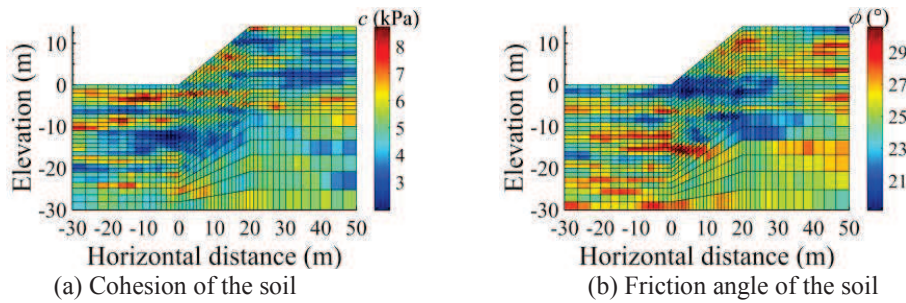 c (kPa)
Elevation (m)
10
0
-10
-20
-30
8
7
6
5
4
3
-30 -20 -10 0 10 20 30 40 50
Horizontal distance (m)
(a) Cohesion of the soil
ϕ (°)
Elevation (m)
10
0
-10
-20
-30
29
27
25
23
21
-30 -20 -10 0 10 20 30 40 50
Horizontal distance (m)
(b) Friction angle of the soil